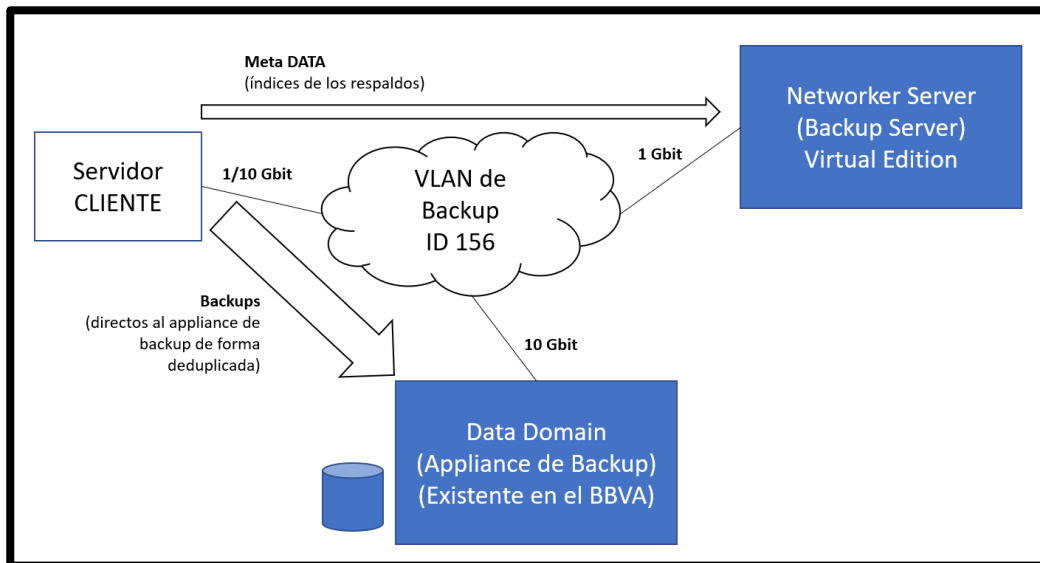 Meta DATA
(índices de los respaldos)
Networker Server
(Backup Server)
Virtual Edition
Servidor
CLIENTE
1/10 Gbit
VLAN de
Backup
ID 156
1 Gbit
Backups
(directos al appliance de
backup de forma
deduplicada)
10 Gbit
Data Domain
(Appliance de Backup)
(Existente en el BBVA)